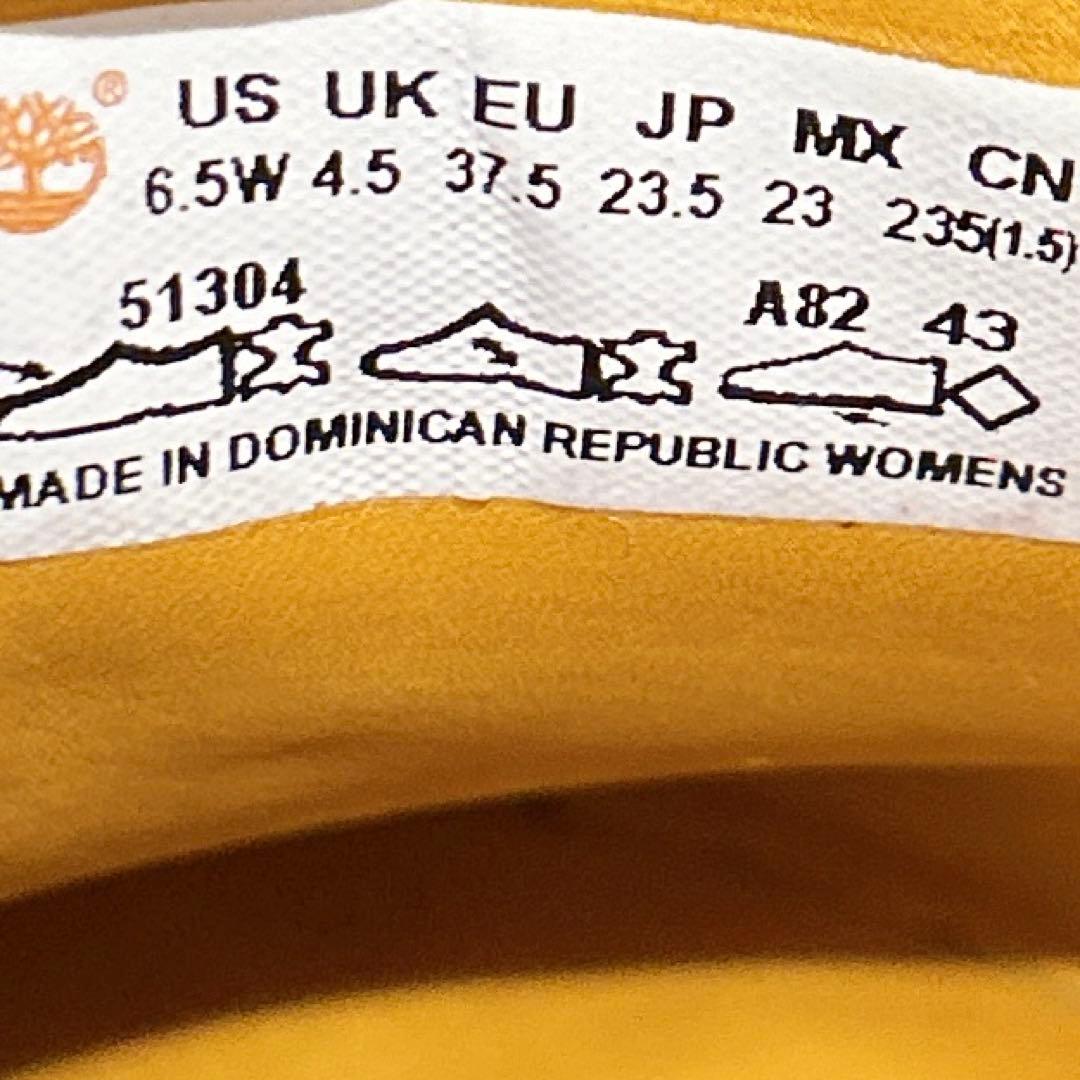 ® US UK EU JP MX CN
6.5W 4.5 37.5 23.5 23 235(1.5)
51304 A82 43
MADE IN DOMINICAN REPUBLIC WOMENS